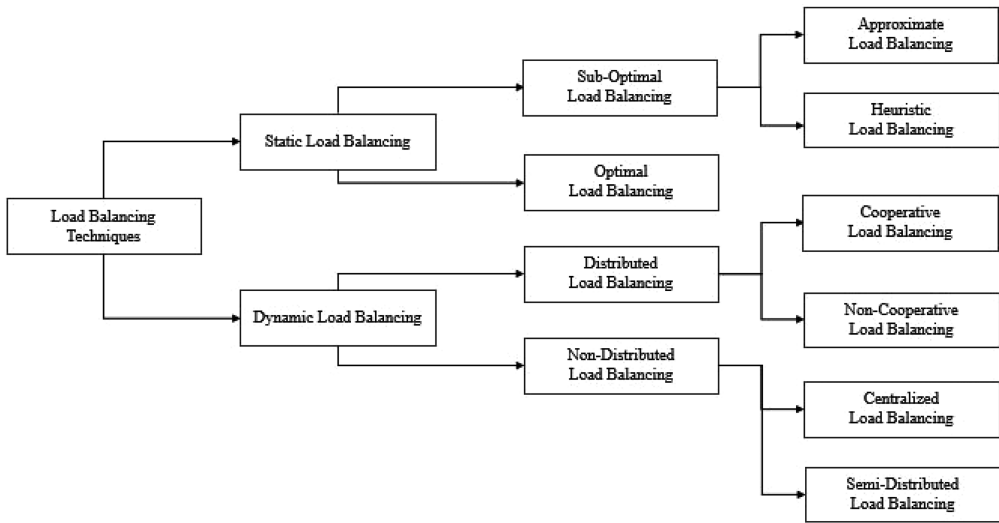 Approximate
Load Balancing
Sub-Optimal
Load Balancing
Heuristic
Load Balancing
Static Load Balancing
Optimal
Load Balancing
Load Balancing
Techniques
Cooperative
Load Balancing
Distributed
Load Balancing
Dynamic Load Balancing
Non-Cooperative
Load Balancing
Non-Distributed
Load Balancing
Centralized
Load Balancing
Semi-Distributed
Load Balancing